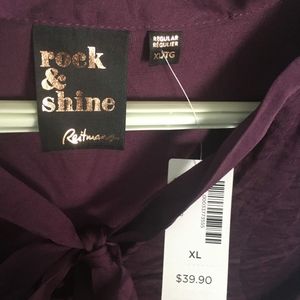 rock
&
shine
Reitmans
REGULAR
RÉGULIER
XL/TG
XL
$39.90